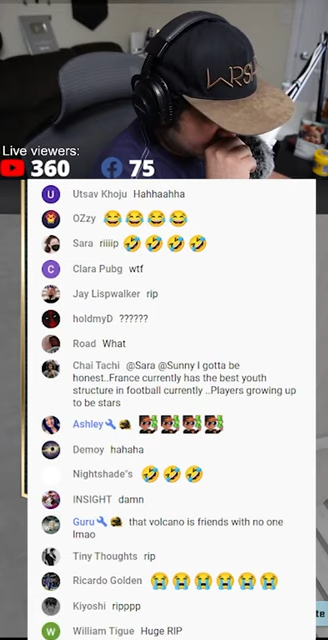 WRSH
Live viewers:
360 75
U Utsav Khoju Hahhaahha
OZzy
Sara riiiip
C Clara Pubg wtf
Jay Lispwalker rip
holdmyD ??????
Road What
Chai Tachi @Sara @Sunny I gotta be
honest..France currently has the best youth
structure in football currently ..Players growing up
to be stars
Ashley
Demoy hahaha
Nightshade"s
INSIGHT damn
Guru that volcano is friends with no one
lmao
Tiny Thoughts rip
Ricardo Golden
te
Kiyoshi ripppp
W William Tigue Huge RIP